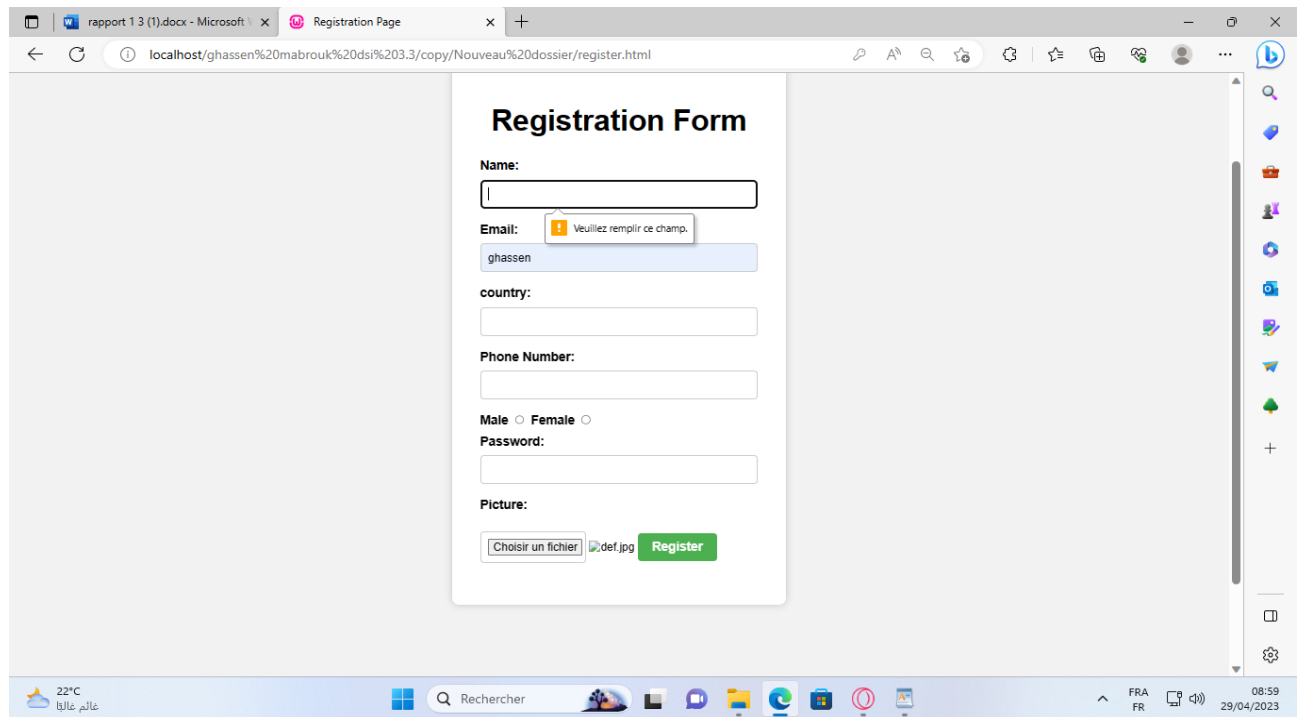 rapport 1 3 (1).docx - Microsoft
Registration Page
localhost/ghassen%20mabrouk%20dsi%203.3/copy/Nouveau%20dossier/register.html
Registration Form
Name:
Veuillez remplir ce champ.
Email:
ghassen
country:
Phone Number:
Male Female
Password:
Picture:
Choisir un fichier def.jpg Register
22°C
غائم غالبًا
Rechercher
FRA
FR
08:59
29/04/2023